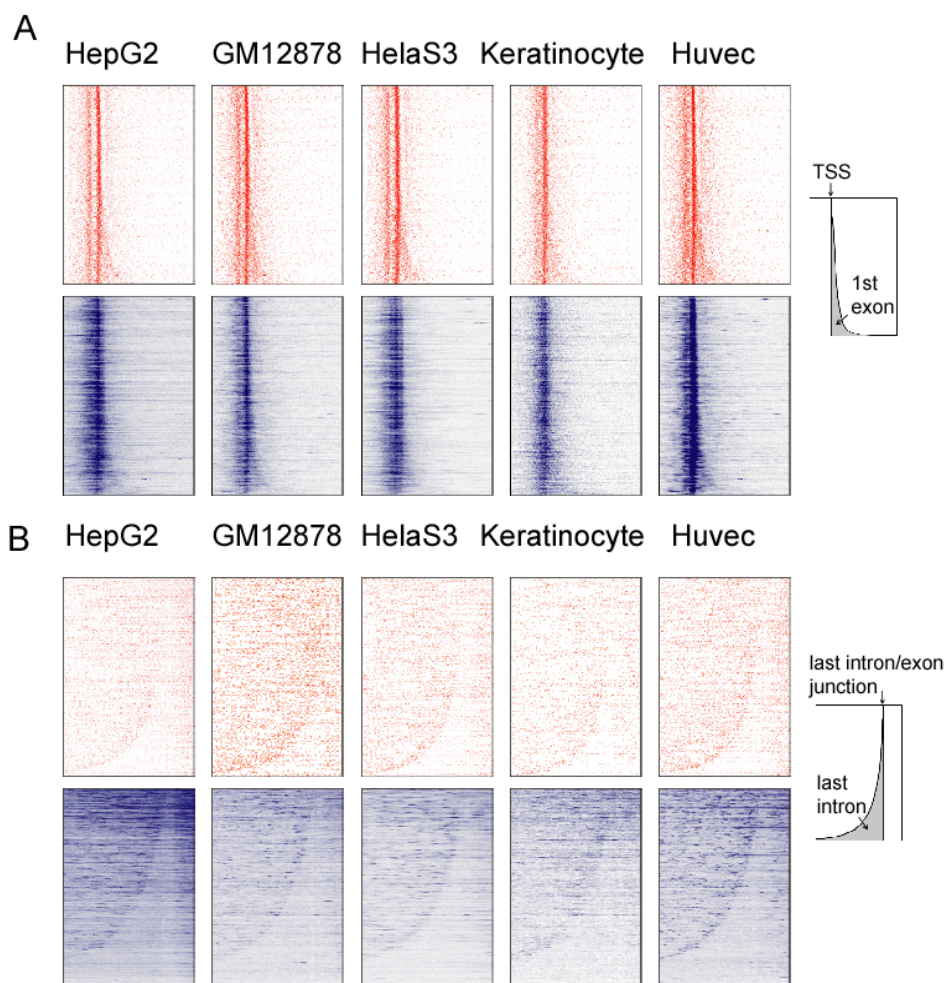 A
HepG2 GM12878 HelaS3 Keratinocyte Huvec
TSS
1st
exon
B
HepG2 GM12878 HelaS3 Keratinocyte Huvec
last intron/exon
junction
last
intron